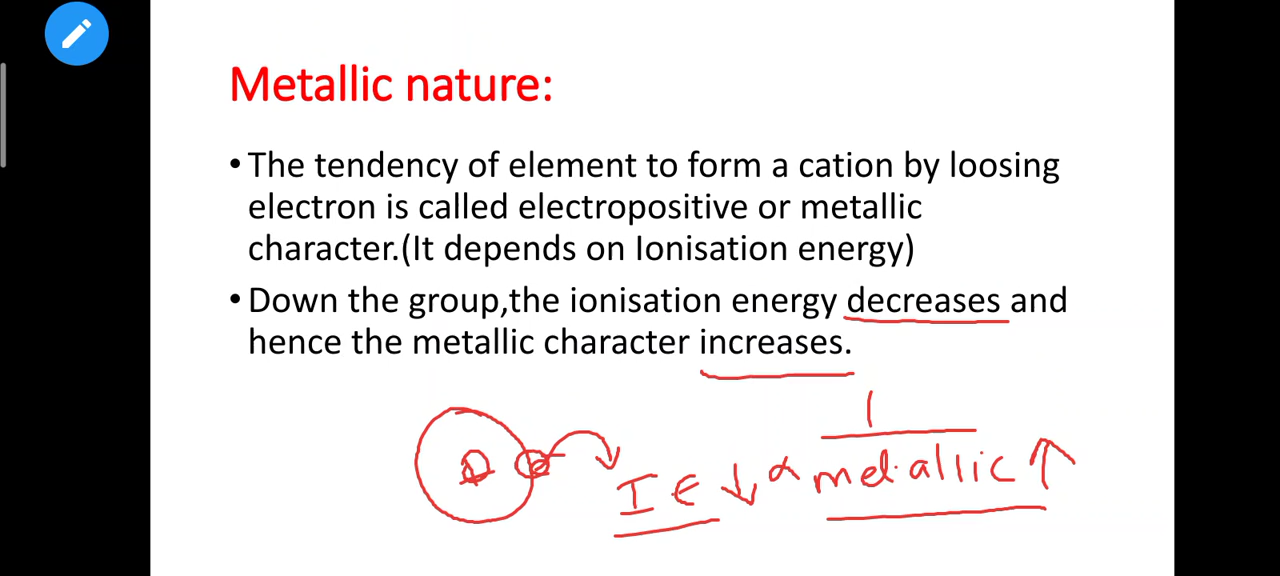 Metallic nature:
• The tendency of element to form a cation by loosing
electron is called electropositive or metallic
character.(It depends on Ionisation energy)
• Down the group,the ionisation energy decreases and
hence the metallic character increases.
1
e I E ↓ α metallic ↑